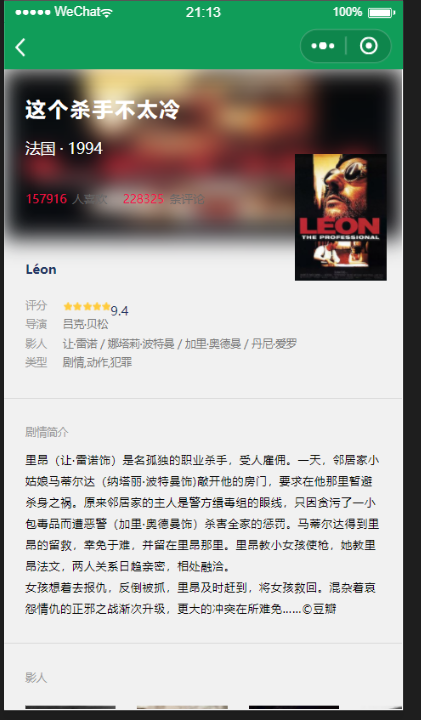 WeChat 21:13 100%
这个杀手不太冷
法国 · 1994
157916 人喜欢 228325 条评论
LEON
THE PROFESSIONAL
Léon
评分 9.4
导演 吕克·贝松
影人 让·雷诺 / 娜塔莉·波特曼 / 加里·奥德曼 / 丹尼·爱罗
类型 剧情,动作,犯罪
剧情简介
里昂（让·雷诺饰）是名孤独的职业杀手，受人雇佣。一天，邻居家小
姑娘马蒂尔达（纳塔丽·波特曼饰)敲开他的房门，要求在他那里暂避
杀身之祸。原来邻居家的主人是警方缉毒组的眼线，只因贪污了一小
包毒品而遭恶警（加里·奥德曼饰）杀害全家的惩罚。马蒂尔达得到里
昂的留救，幸免于难，并留在里昂那里。里昂教小女孩使枪，她教里
昂法文，两人关系日趋亲密，相处融洽。
女孩想着去报仇，反倒被抓，里昂及时赶到，将女孩救回。混杂着哀
怨情仇的正邪之战渐次升级，更大的冲突在所难免……©豆瓣
影人